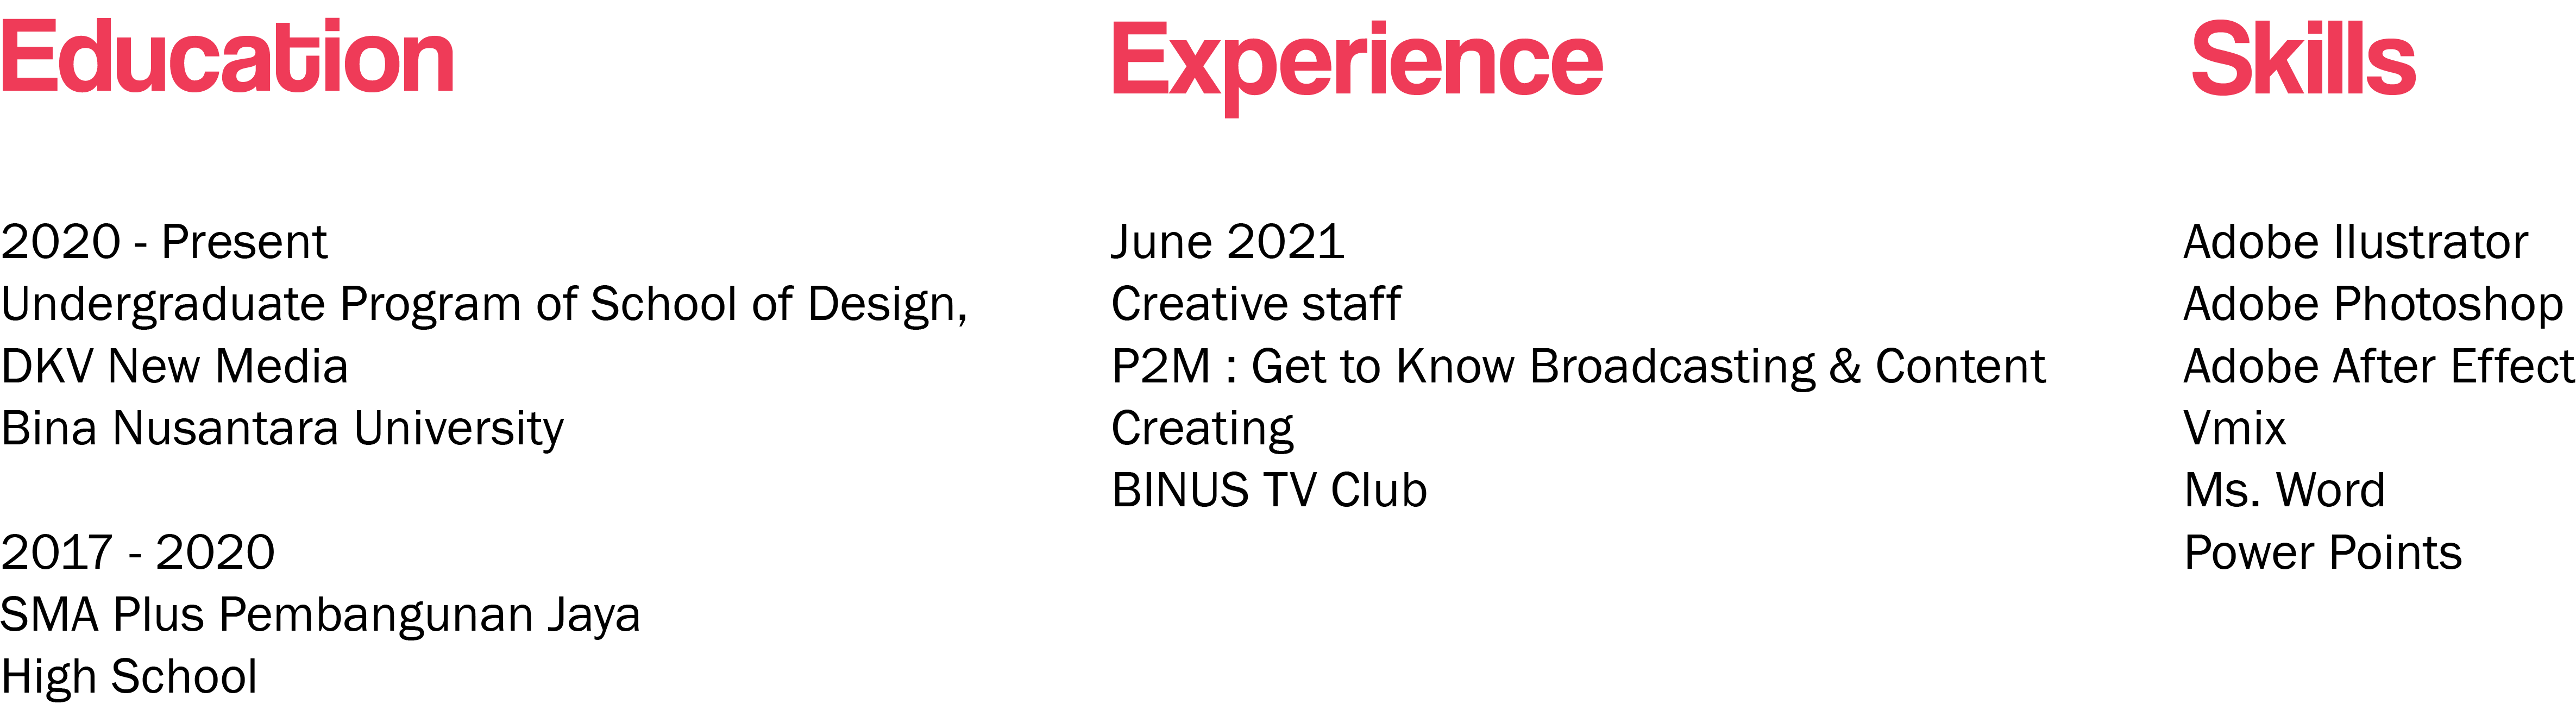 Education
2020 - Present
Undergraduate Program of School of Design,
DKV New Media
Bina Nusantara University
2017 - 2020
SMA Plus Pembangunan Jaya
High School
Experience
June 2021
Creative staff
P2M : Get to Know Broadcasting & Content
Creating
BINUS TV Club
Skills
Adobe Ilustrator
Adobe Photoshop
Adobe After Effect
Vmix
Ms. Word
Power Points